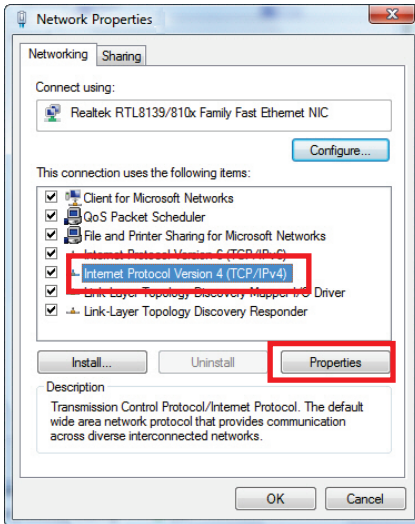 Network Properties
Networking
Sharing
Connect using:
Realtek RTL8139/810x Family Fast Ethernet NIC
Configure...
This connection uses the following items:
Client for Microsoft Networks
QoS Packet Scheduler
File and Printer Sharing for Microsoft Networks
Internet Protocol Version 6 (TCP/IPv6)
Internet Protocol Version 4 (TCP/IPv4)
Link-Layer Topology Discovery Mapper I/O Driver
Link-Layer Topology Discovery Responder
Install...
Uninstall
Properties
Description
Transmission Control Protocol/Internet Protocol. The default
wide area network protocol that provides communication
across diverse interconnected networks.
OK
Cancel